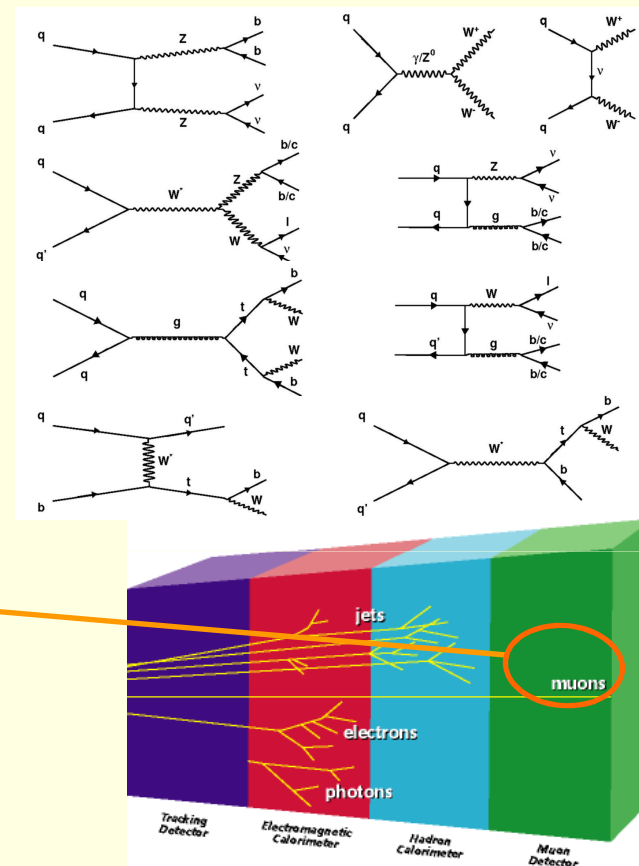 q Z b
b
q Z ν
ν
q γ/Z⁰ W⁺
q W⁻
W⁺
ν
W⁻
q W* Z b/c
b/c
q' W l
ν
q Z ν
ν
q g b/c
b/c
q g t b
W
q t W
b
q W l
ν
q' g b/c
b/c
q q'
W*
b t b
W
q W* t b
W
q' b
jets
muons
electrons
photons
Tracking Detector
Electromagnetic Calorimeter
Hadron Calorimeter
Muon Detector